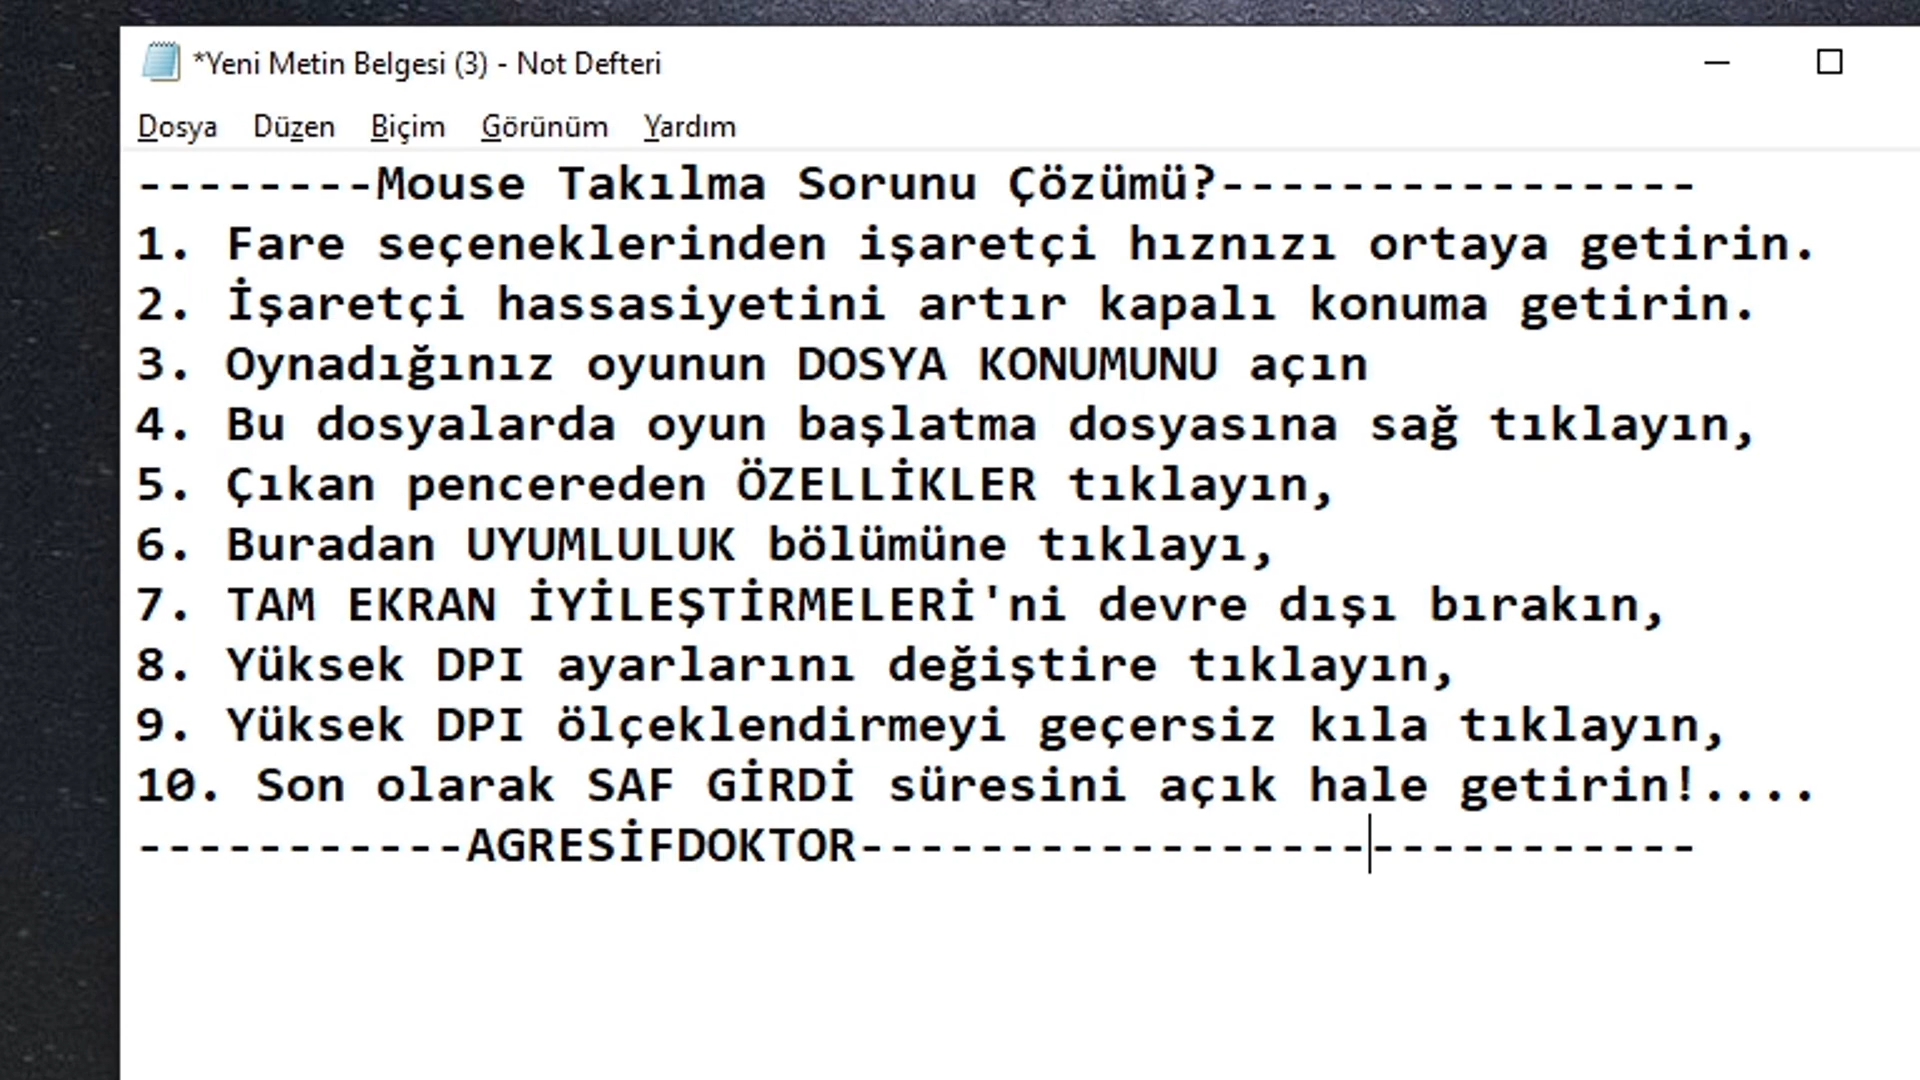 *Yeni Metin Belgesi (3) - Not Defteri
Dosya Düzen Biçim Görünüm Yardım
--------Mouse Takılma Sorunu Çözümü?----------------
1. Fare seçeneklerinden işaretçi hıznızı ortaya getirin.
2. İşaretçi hassasiyetini artır kapalı konuma getirin.
3. Oynadığınız oyunun DOSYA KONUMUNU açın
4. Bu dosyalarda oyun başlatma dosyasına sağ tıklayın,
5. Çıkan pencereden ÖZELLİKLER tıklayın,
6. Buradan UYUMLULUK bölümüne tıklayı,
7. TAM EKRAN İYİLEŞTİRMELERİ'ni devre dışı bırakın,
8. Yüksek DPI ayarlarını değiştire tıklayın,
9. Yüksek DPI ölçeklendirmeyi geçersiz kıla tıklayın,
10. Son olarak SAF GİRDİ süresini açık hale getirin!....
-----------AGRESİFDOKTOR----------------------------